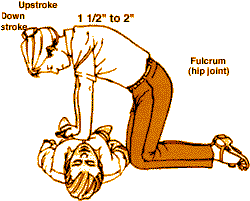 Upstroke
Down
stroke
1 1/2" to 2"
Fulcrum
(hip joint)